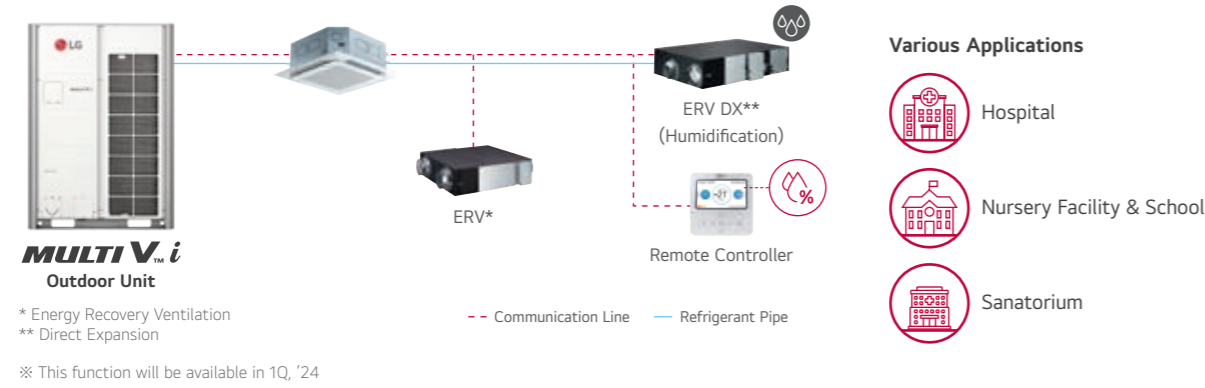 LG
MULTI V™ i
Outdoor Unit
ERV*
ERV DX**
(Humidification)
%
Remote Controller
Communication Line
Refrigerant Pipe
* Energy Recovery Ventilation
** Direct Expansion
※ This function will be available in 1Q, ’24
Various Applications
Hospital
Nursery Facility & School
Sanatorium